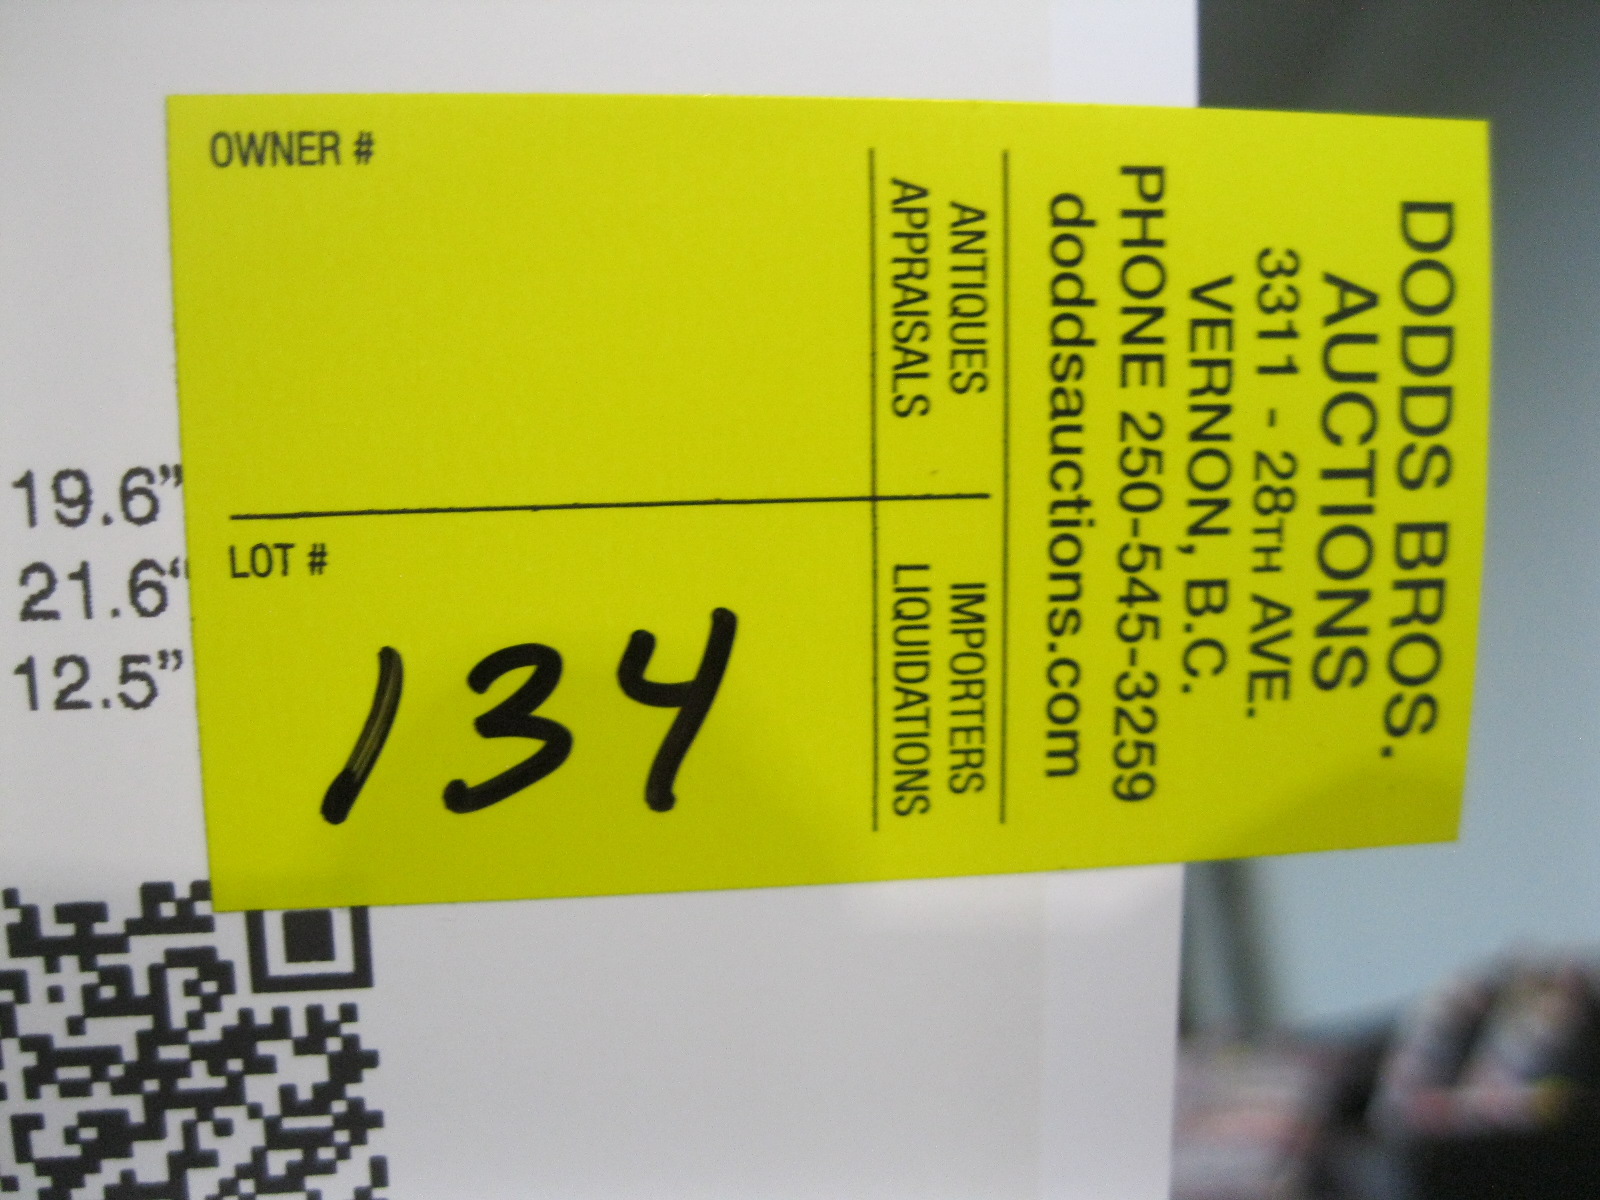 OWNER #
LOT #
134
DODDS BROS.
AUCTIONS
3311 - 28TH AVE.
VERNON, B.C.
PHONE 250-545-3259
doddsauctions.com
ANTIQUES IMPORTERS
APPRAISALS LIQUIDATIONS
19.6”
21.6“
12.5”